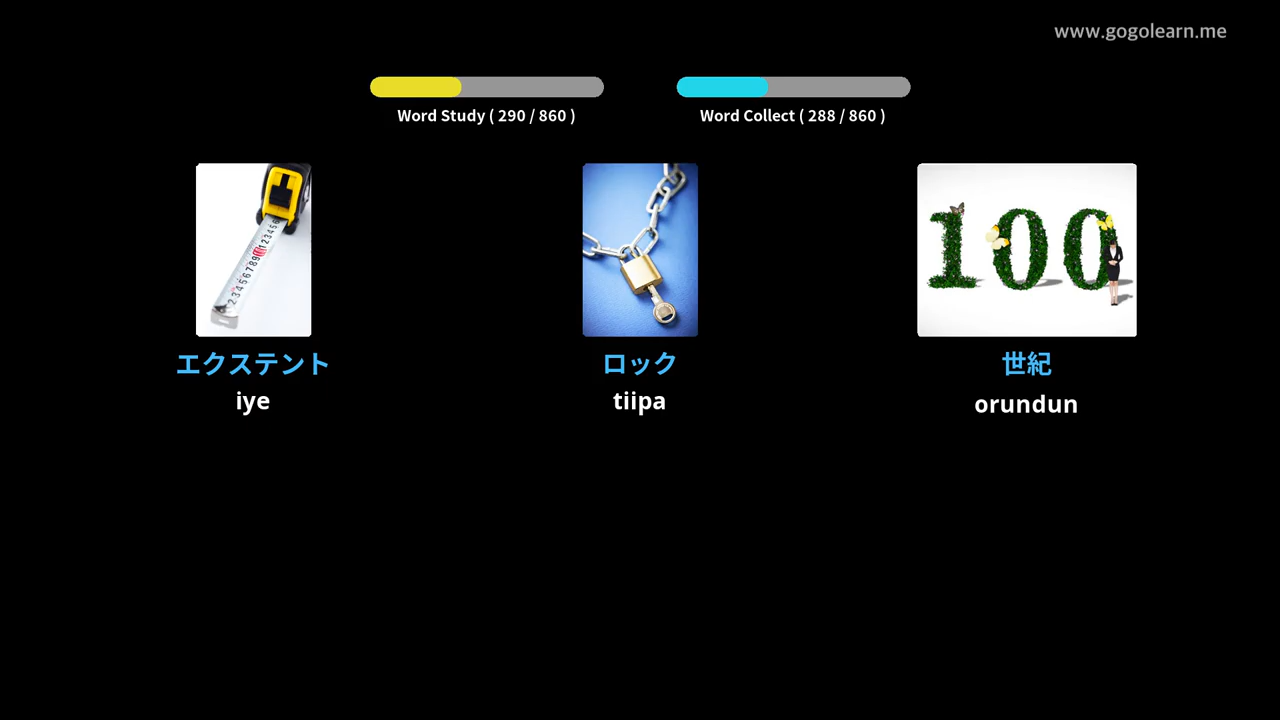 www.gogolearn.me
Word Study ( 290 / 860 )
Word Collect ( 288 / 860 )
エクステント
iye
ロック
tiipa
世紀
orundun
100